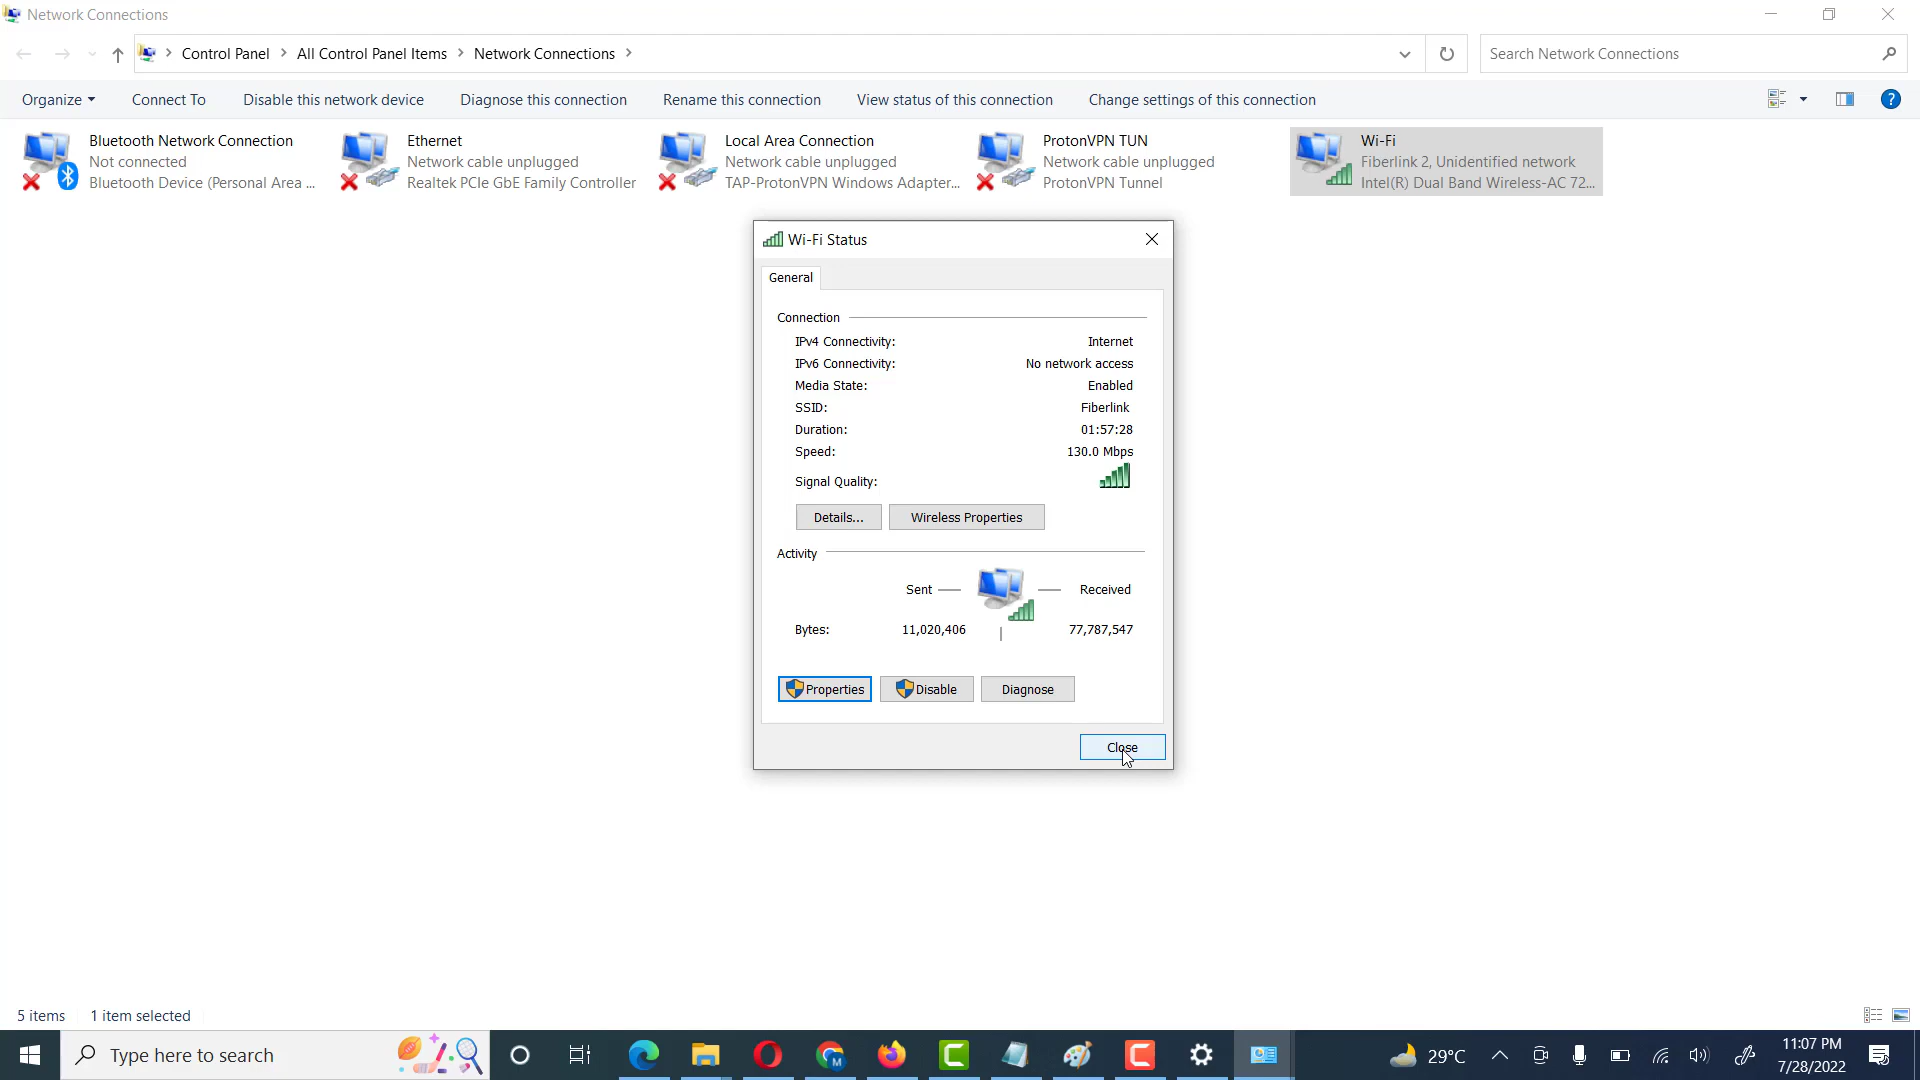 Network Connections
Control Panel
All Control Panel Items
Network Connections
Search Network Connections
Organize
Connect To
Disable this network device
Diagnose this connection
Rename this connection
View status of this connection
Change settings of this connection
?
Bluetooth Network Connection
Not connected
Bluetooth Device (Personal Area ...
Ethernet
Network cable unplugged
Realtek PCIe GbE Family Controller
Local Area Connection
Network cable unplugged
TAP-ProtonVPN Windows Adapter...
ProtonVPN TUN
Network cable unplugged
ProtonVPN Tunnel
Wi-Fi
Fiberlink 2, Unidentified network
Intel(R) Dual Band Wireless-AC 72...
Wi-Fi Status
General
Connection
IPv4 Connectivity: Internet
IPv6 Connectivity: No network access
Media State: Enabled
SSID: Fiberlink
Duration: 01:57:28
Speed: 130.0 Mbps
Signal Quality:
Details...
Wireless Properties
Activity
Sent
Received
Bytes: 11,020,406 77,787,547
Properties
Disable
Diagnose
Close
5 items
1 item selected
Type here to search
M
29°C
11:07 PM
7/28/2022